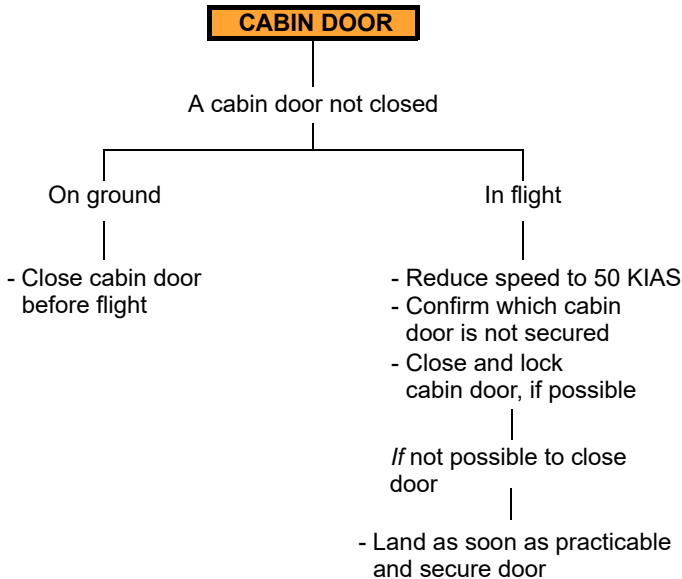 CABIN DOOR
A cabin door not closed
On ground
- Close cabin door
before flight
In flight
- Reduce speed to 50 KIAS
- Confirm which cabin
door is not secured
- Close and lock
cabin door, if possible
If not possible to close
door
- Land as soon as practicable
and secure door